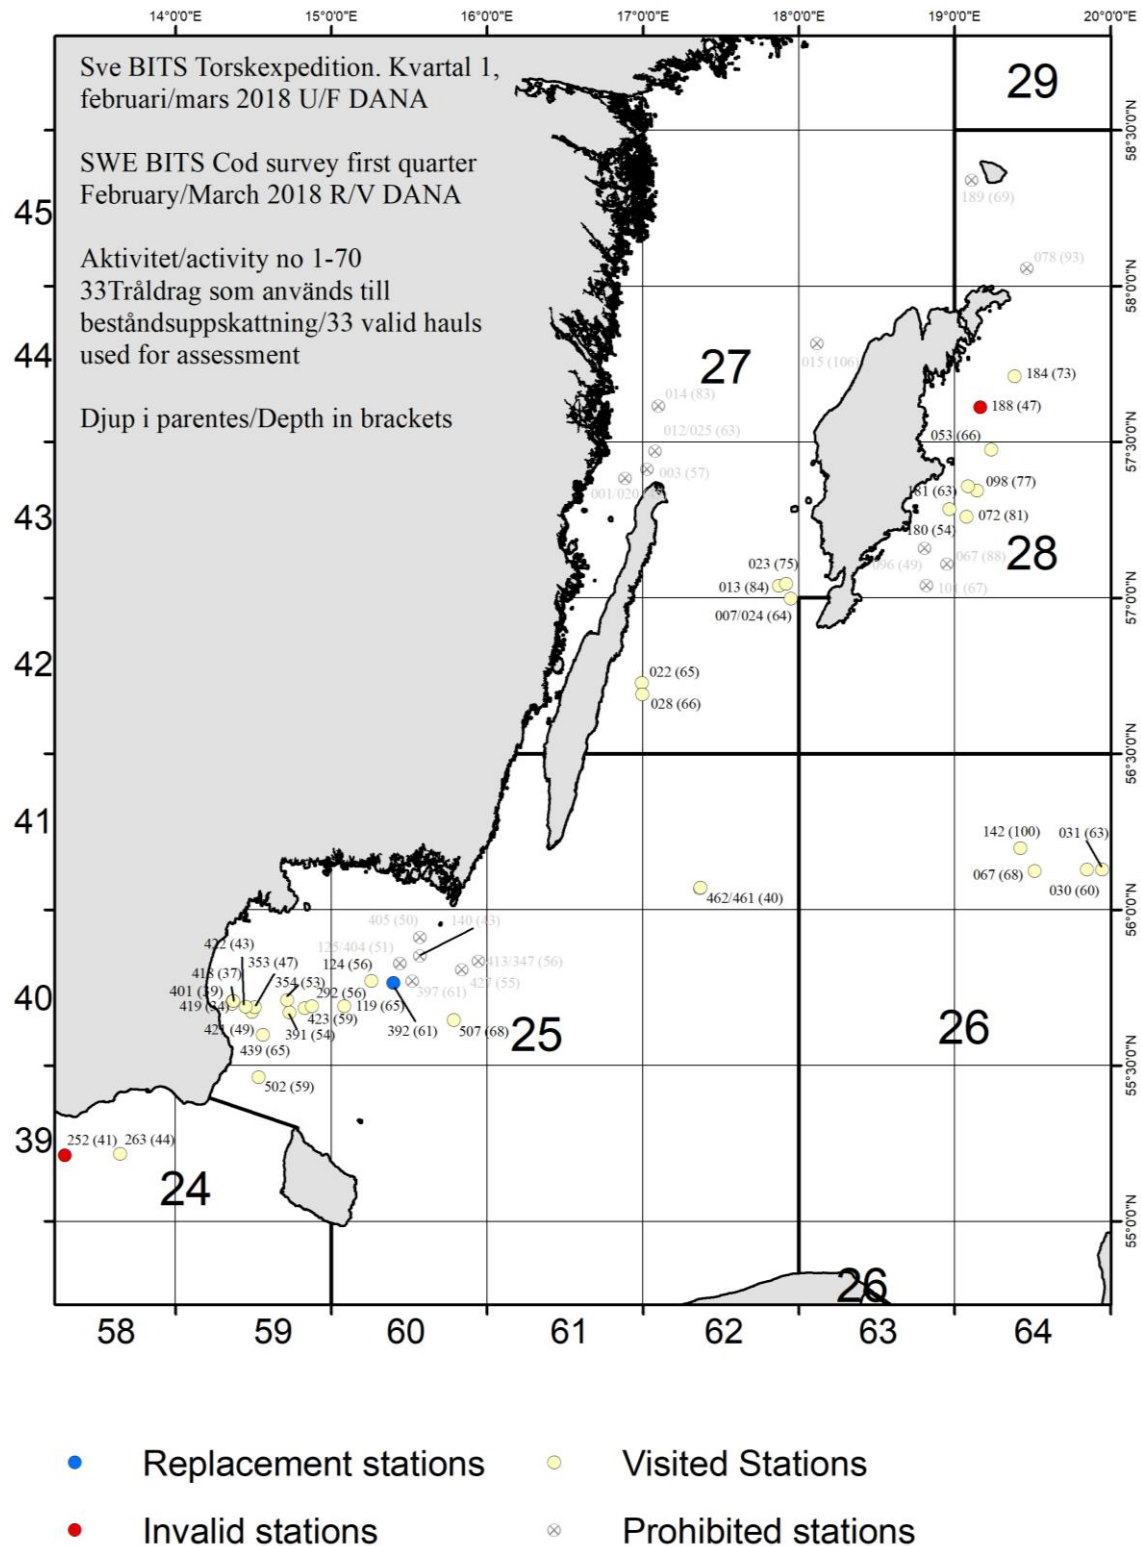 14°0'0"E 15°0'0"E 16°0'0"E 17°0'0"E 18°0'0"E 19°0'0"E 20°0'0"E
Sve BITS Torskexpedition. Kvartal 1,
februari/mars 2018 U/F DANA
SWE BITS Cod survey first quarter
February/March 2018 R/V DANA
Aktivitet/activity no 1-70
33Tråldrag som används till
beståndsuppskattning/33 valid hauls
used for assessment
Djup i parentes/Depth in brackets
29
58°30'0"N
189 (69)
45
078 (93)
58°0'0"N
44
27
015 (106)
184 (73)
014 (83)
188 (47)
012/025 (63)
053 (66)
57°30'0"N
003 (57)
001/020
098 (77)
181 (63)
43
072 (81)
180 (54)
28
096 (49)
067 (88)
023 (75)
013 (84)
101 (67)
57°0'0"N
007/024 (64)
42
022 (65)
028 (66)
56°30'0"N
41
142 (100)
031 (63)
067 (68)
030 (60)
462/461 (40)
56°0'0"N
405 (50)
140 (43)
422 (43)
125/404 (51)
353 (47)
124 (56)
413/347 (56)
418 (37)
354 (53)
427 (55)
401 (39)
292 (56)
397 (61)
40
419 (34)
119 (65)
423 (59)
421 (49)
391 (54)
392 (61)
507 (68)
25
26
439 (65)
55°30'0"N
502 (59)
39
252 (41)
263 (44)
24
55°0'0"N
26
58 59 60 61 62 63 64
Replacement stations
Visited Stations
Invalid stations
Prohibited stations